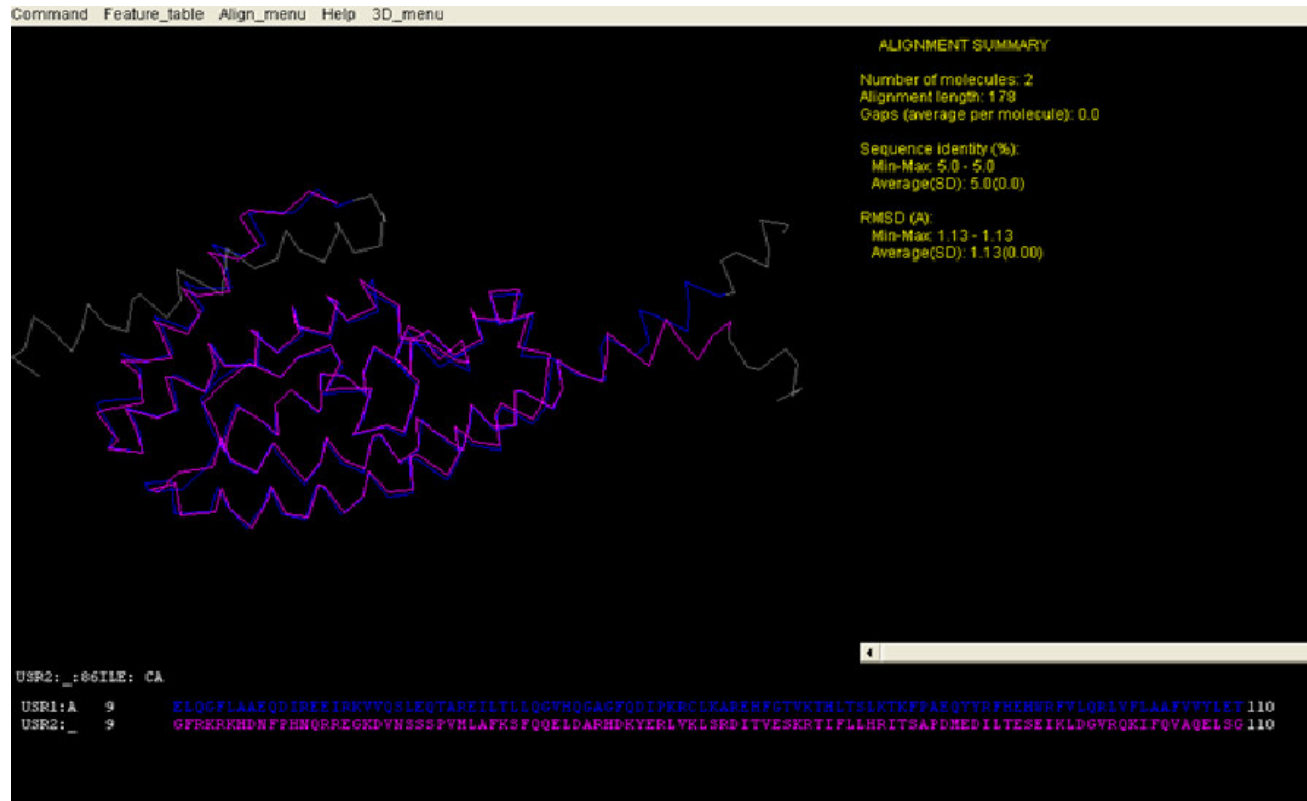 Command Feature_table Align_menu Help 3D_menu
ALIGNMENT SUMMARY
Number of molecules: 2
Alignment length: 178
Gaps (average per molecule): 0.0
Sequence identity (%):
Min-Max: 5.0 - 5.0
Average(SD): 5.0(0.0)
RMSD (A):
Min-Max: 1.13 - 1.13
Average(SD): 1.13(0.00)
USR2:_:86ILE: CA
USR1:A 9 110
USR2:_ 9 GFRKRKMDNFPHNQRREGKDVNSSSPVMLAFKSFQQELDARHDKYERLVKLSRDITVESKRTIFLLHRITSAPDMEDILTESEIKLDGVRQKIFQVAQELSG 110